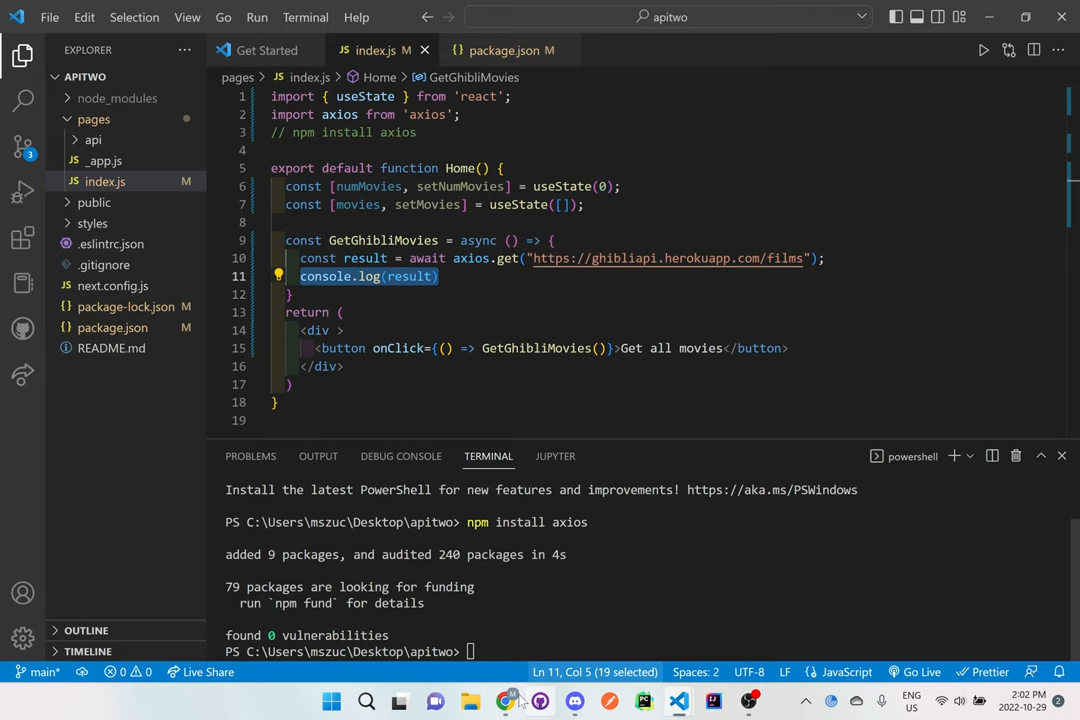 File Edit Selection View Go Run Terminal Help
apitwo
EXPLORER
Get Started
JS index.js M
package.json M
APITWO
node_modules
pages
api
JS _app.js
JS index.js M
public
styles
.eslintrc.json
.gitignore
next.config.js
package-lock.json M
package.json M
README.md
OUTLINE
TIMELINE
3
pages > JS index.js > Home > GetGhibliMovies
1 import { useState } from 'react';
2 import axios from 'axios';
3 // npm install axios
4
5 export default function Home() {
6 const [numMovies, setNumMovies] = useState(0);
7 const [movies, setMovies] = useState([]);
8
9 const GetGhibliMovies = async () => {
10 const result = await axios.get("https://ghibliapi.herokuapp.com/films");
11 console.log(result)
12 }
13 return (
14 <div >
15 <button onClick={() => GetGhibliMovies()}>Get all movies</button>
16 </div>
17 )
18 }
19
PROBLEMS OUTPUT DEBUG CONSOLE TERMINAL JUPYTER
powershell
Install the latest PowerShell for new features and improvements! https://aka.ms/PSWindows
PS C:\Users\mszuc\Desktop\apitwo> npm install axios
added 9 packages, and audited 240 packages in 4s
79 packages are looking for funding
run `npm fund` for details
found 0 vulnerabilities
PS C:\Users\mszuc\Desktop\apitwo>
main* 0 0 Live Share Ln 11, Col 5 (19 selected) Spaces: 2 UTF-8 LF JavaScript Go Live Prettier
ENG
US
2:02 PM
2022-10-29
2